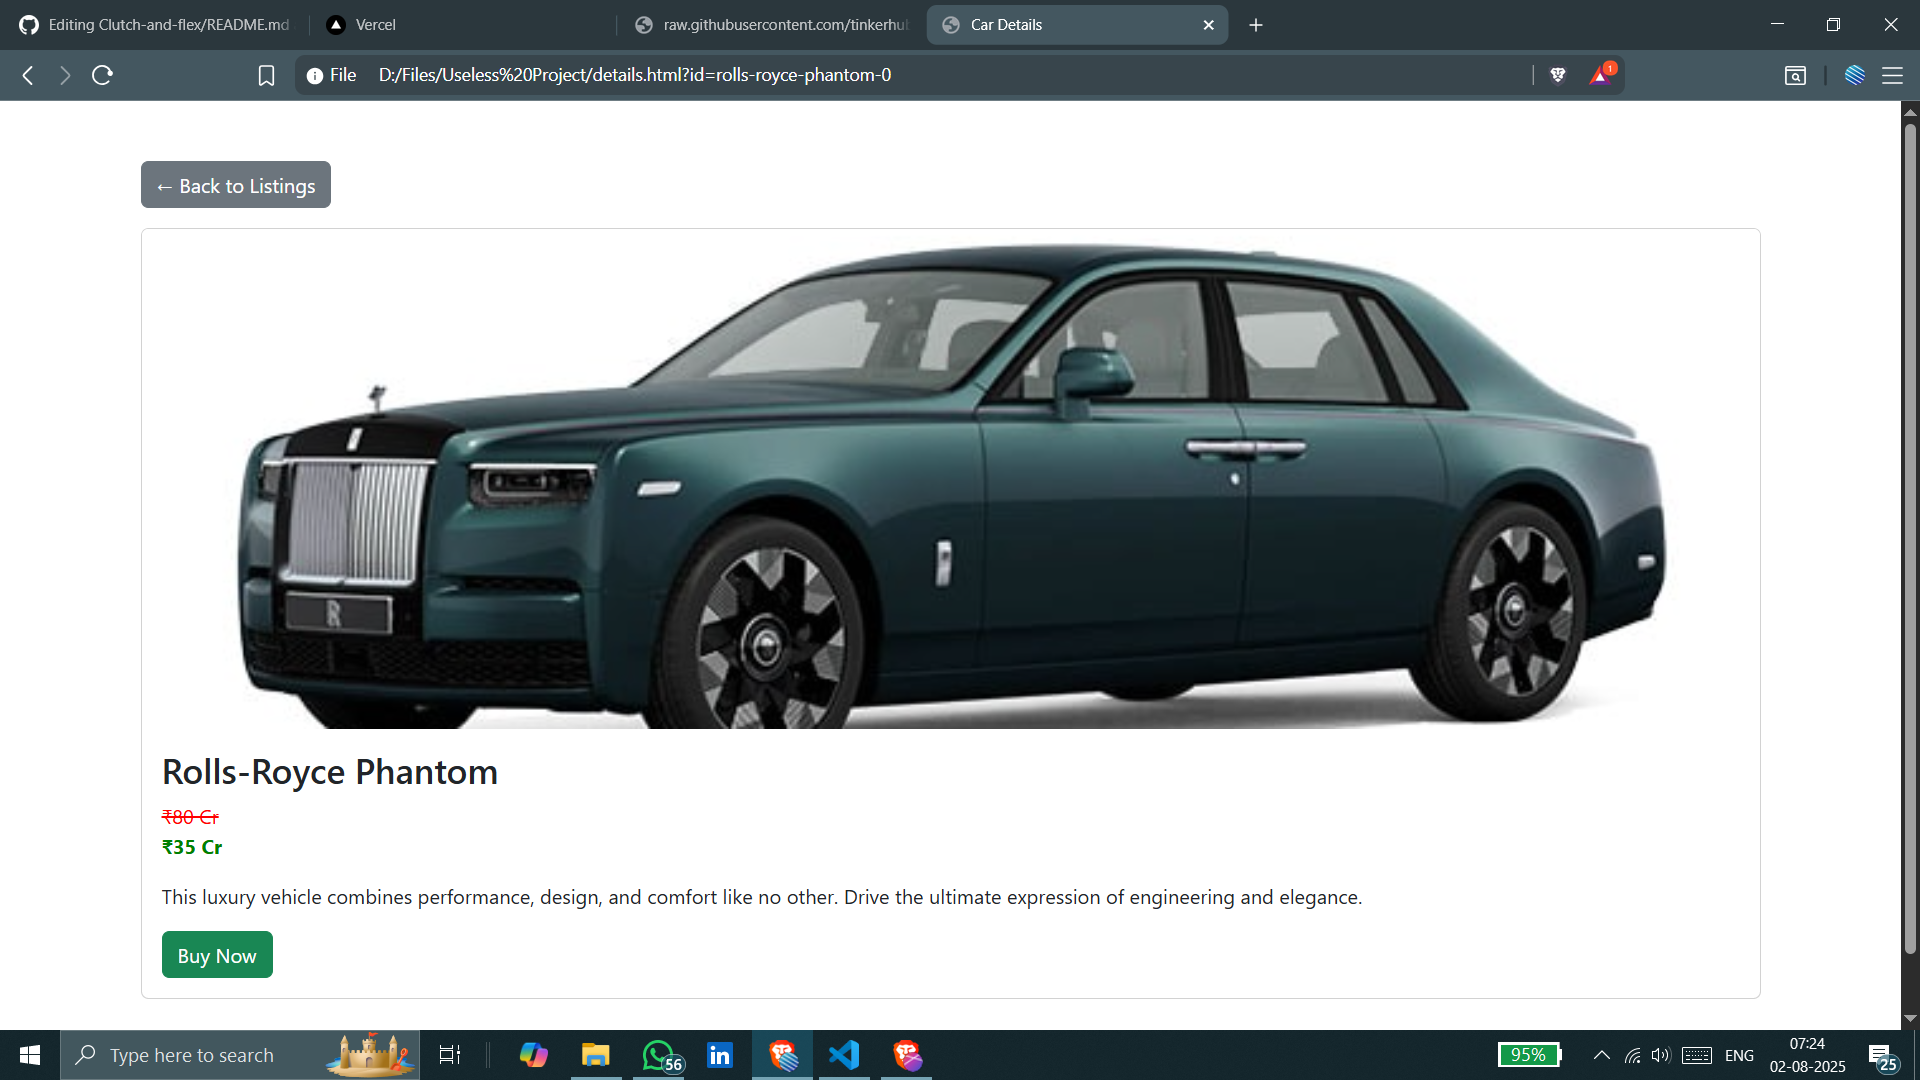 Editing Clutch-and-flex/README.md
Vercel
raw.githubusercontent.com/tinkerhu
Car Details
File D:/Files/Useless%20Project/details.html?id=rolls-royce-phantom-0
1
← Back to Listings
Rolls-Royce Phantom
₹80 Cr
₹35 Cr
This luxury vehicle combines performance, design, and comfort like no other. Drive the ultimate expression of engineering and elegance.
Buy Now
Type here to search
56
95%
ENG
07:24
02-08-2025
25